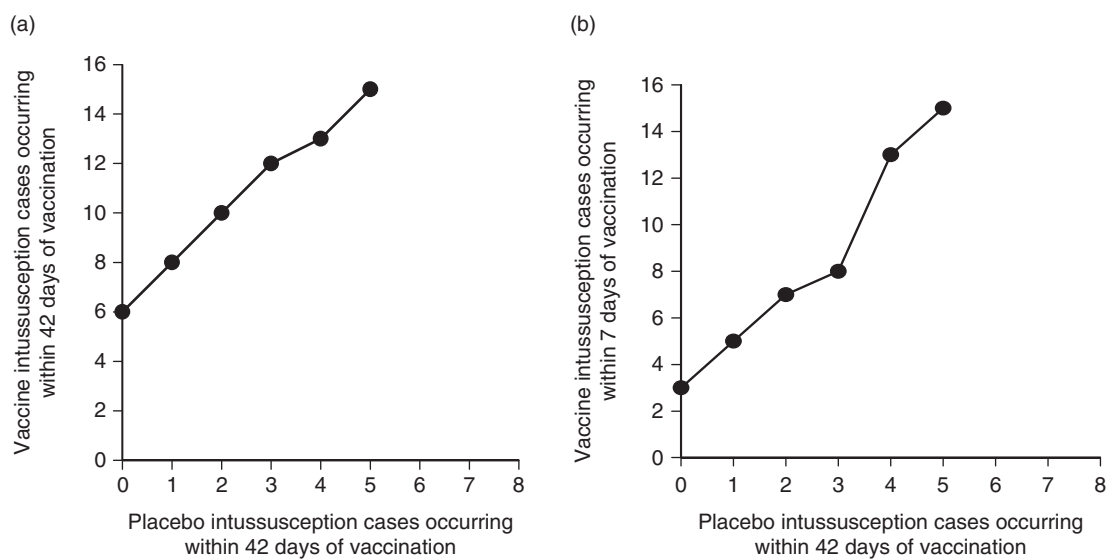 (a)
16
14
12
10
8
6
4
2
0
0 1 2 3 4 5 6 7 8
Vaccine intussusception cases occurring
within 42 days of vaccination
Placebo intussusception cases occurring
within 42 days of vaccination
(b)
16
14
12
10
8
6
4
2
0
0 1 2 3 4 5 6 7 8
Vaccine intussusception cases occurring
within 7 days of vaccination
Placebo intussusception cases occurring
within 42 days of vaccination